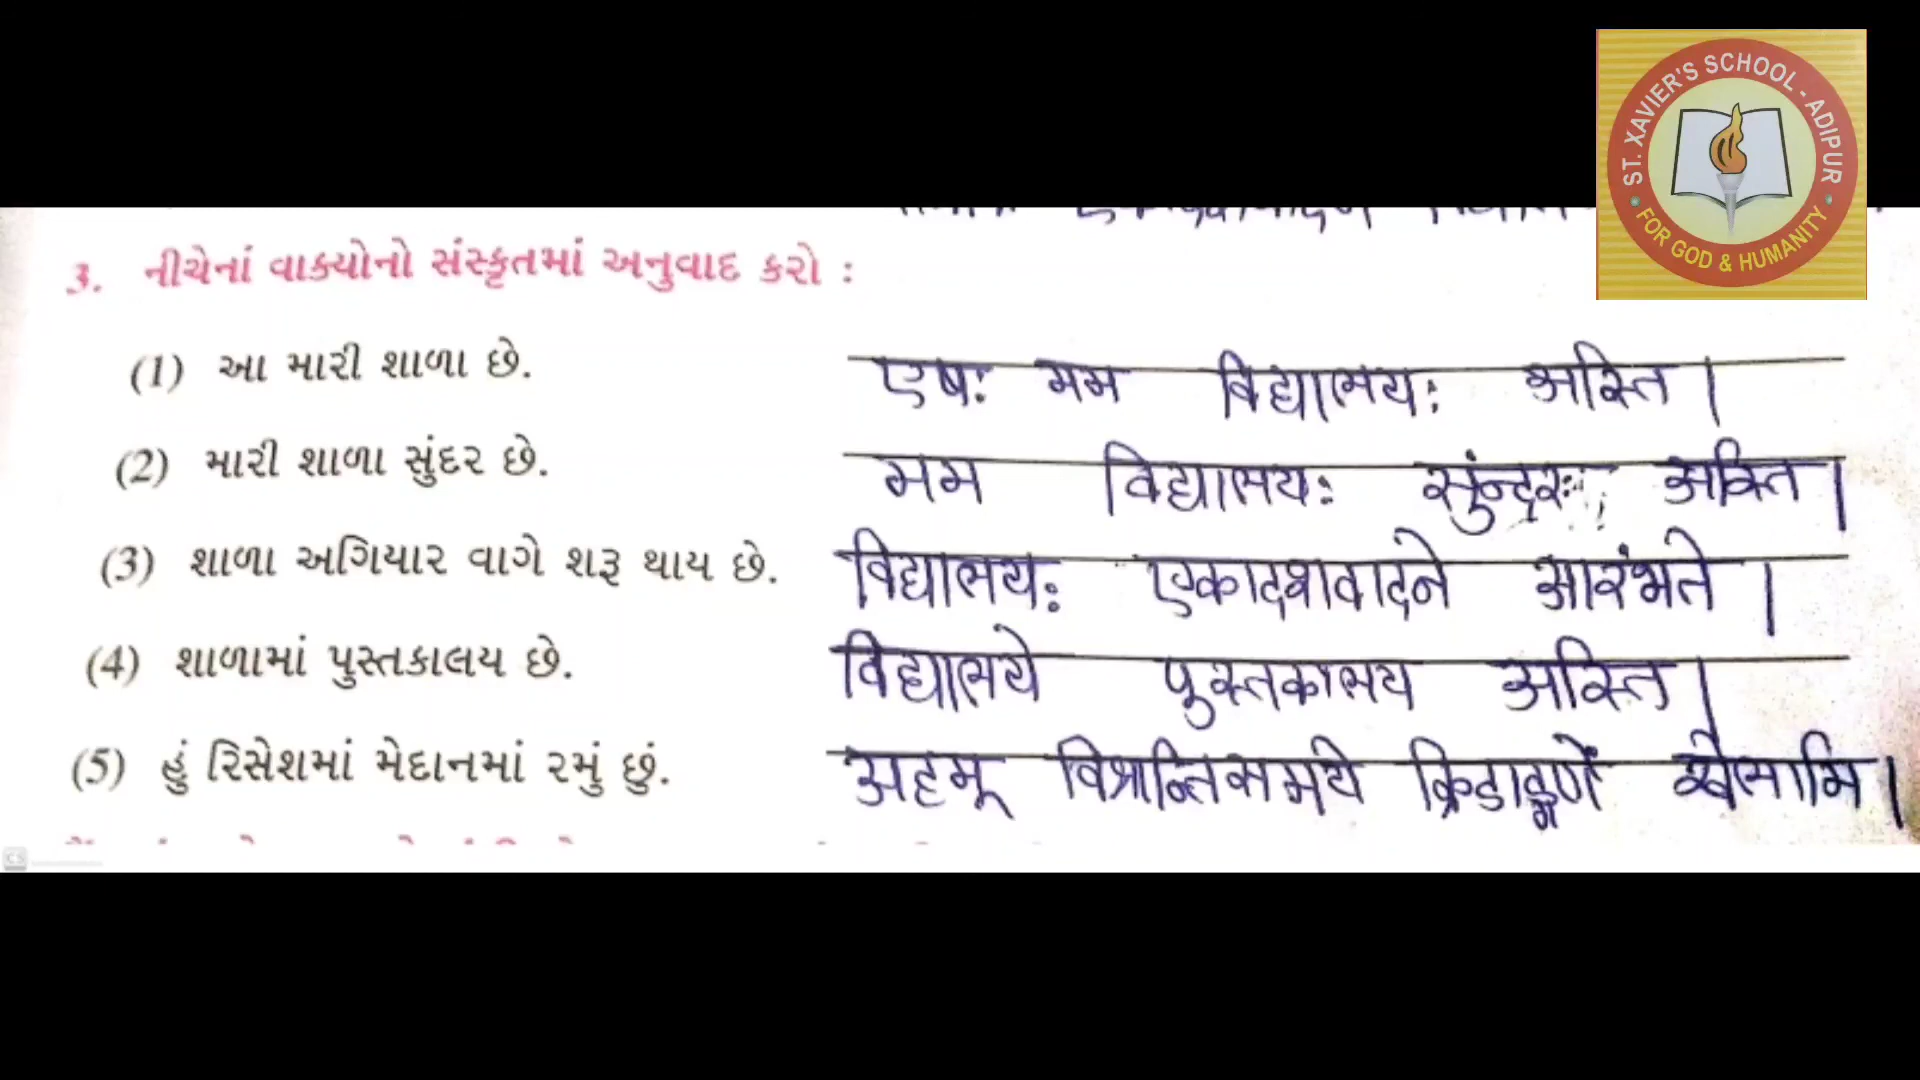 ST. XAVIER'S SCHOOL - ADIPUR
FOR GOD & HUMANITY
3. નીચેનાં વાક્યોનો સંસ્કૃતમાં અનુવાદ કરો :
(1) આ મારી શાળા છે. एषः मम विद्यालयः अस्ति ।
(2) મારી શાળા સુંદર છે. मम विद्यालयः सुंन्दरः अस्ति ।
(3) શાળા અગિયાર વાગે શરૂ થાય છે. विद्यालयः एकादशवादने आरंभते ।
(4) શાળામાં પુસ્તકાલય છે. विद्यालये पुस्तकालय अस्ति ।
(5) હું રિસેશમાં મેદાનમાં રમું છું. अहम् विश्रान्तिसमये क्रिडाङ्गणे खेलामि ।
CS